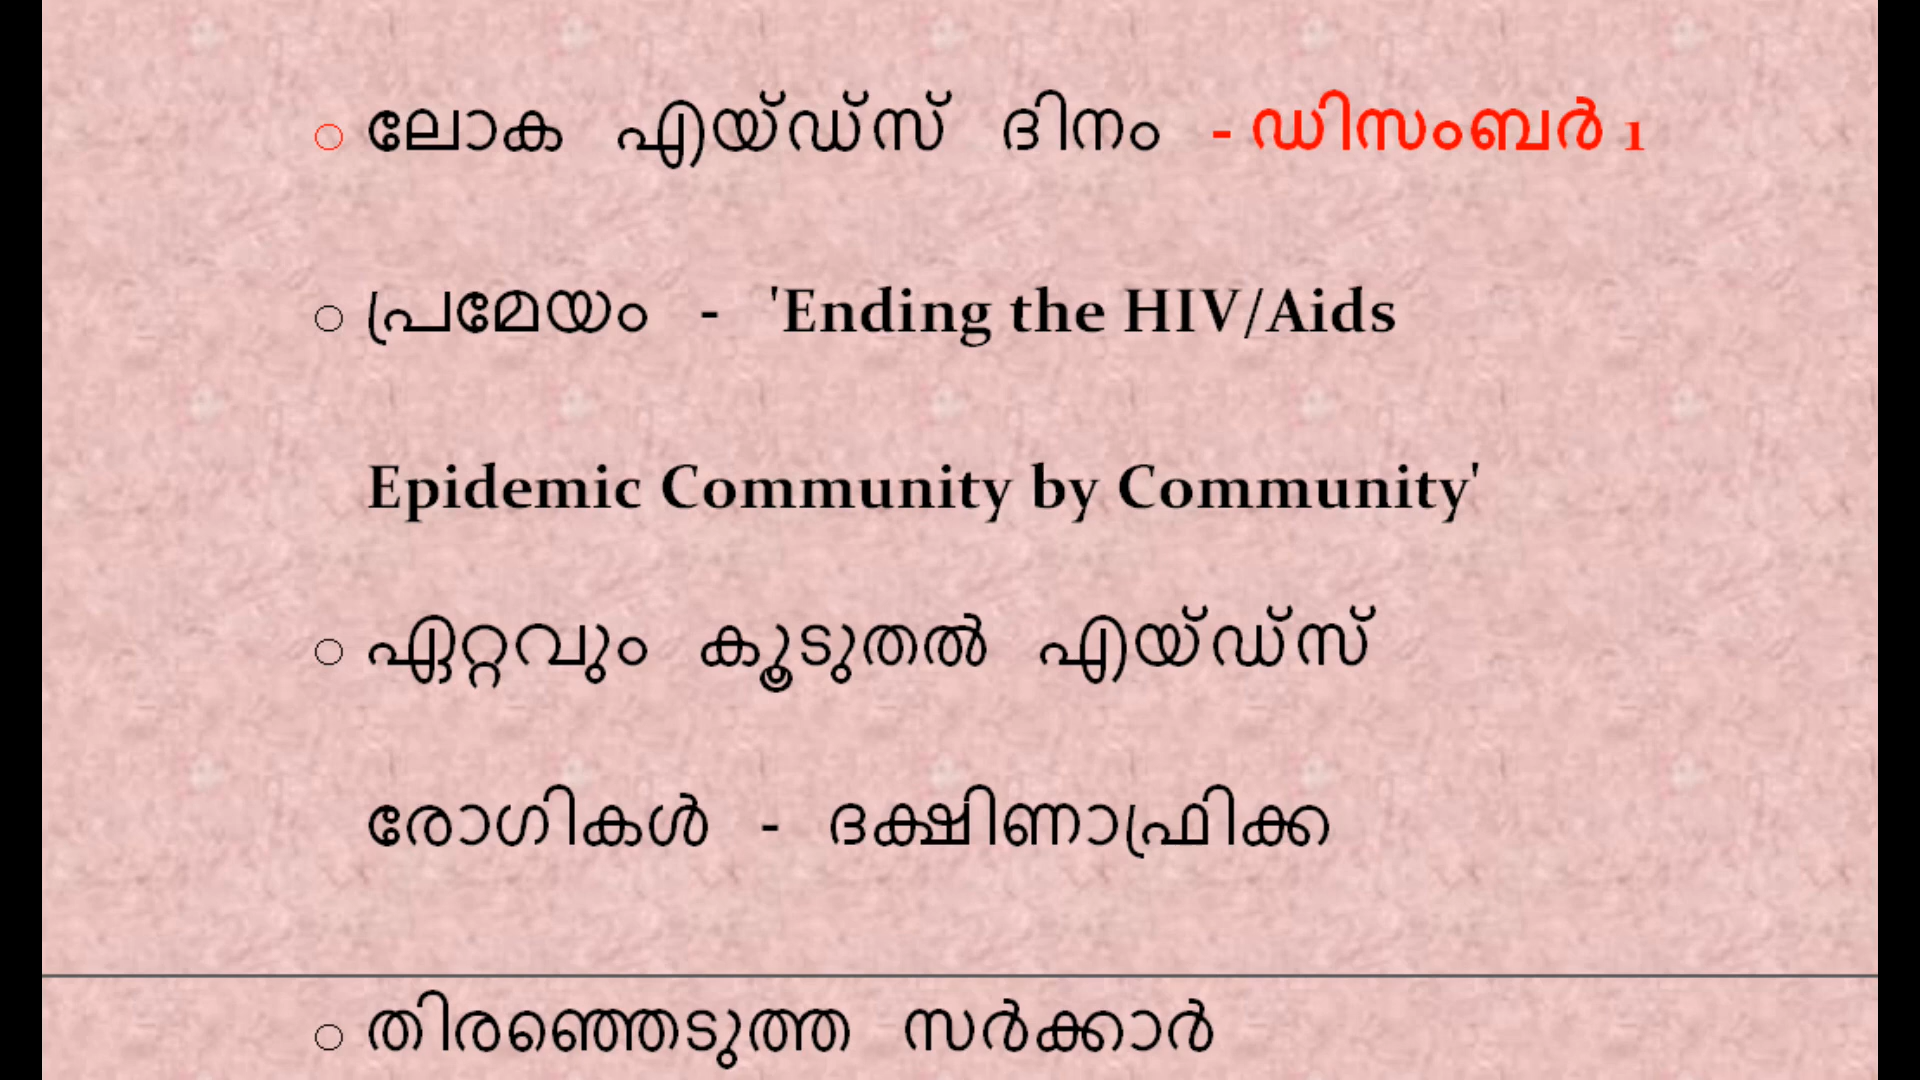 ലോക എയ്ഡ്സ് ദിനം - ഡിസംബർ 1
പ്രമേയം - 'Ending the HIV/Aids
Epidemic Community by Community'
ഏറ്റവും കൂടുതൽ എയ്ഡ്സ്
രോഗികൾ - ദക്ഷിണാഫ്രിക്ക
തിരഞ്ഞെടുത്ത സർക്കാർ